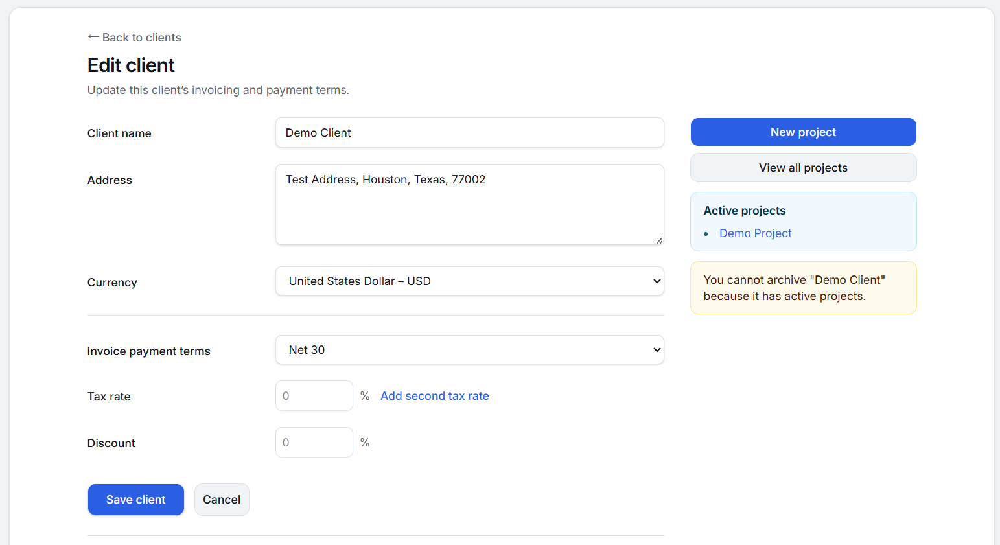 ← Back to clients
Edit client
Update this client’s invoicing and payment terms.
Client name
Demo Client
Address
Test Address, Houston, Texas, 77002
Currency
United States Dollar – USD
Invoice payment terms
Net 30
Tax rate
0 % Add second tax rate
Discount
0 %
Save client
Cancel
New project
View all projects
Active projects
• Demo Project
You cannot archive "Demo Client"
because it has active projects.